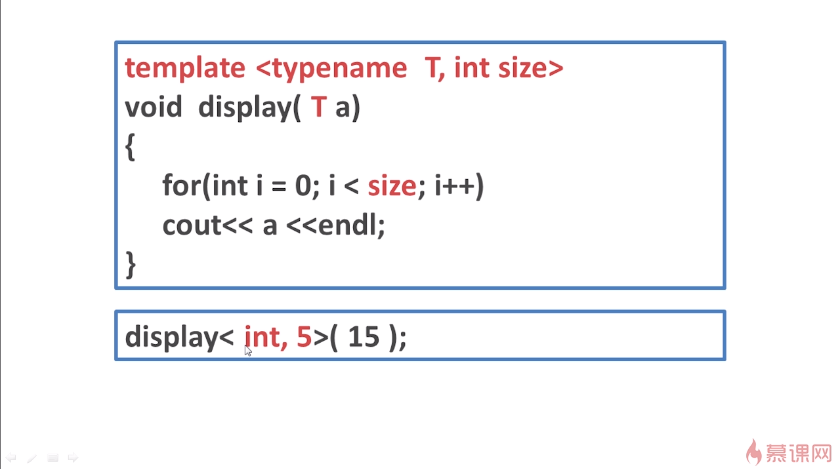 template <typename T, int size>
void display( T a)
{
for(int i = 0; i < size; i++)
cout<< a <<endl;
}
display< int, 5>( 15 );
慕课网